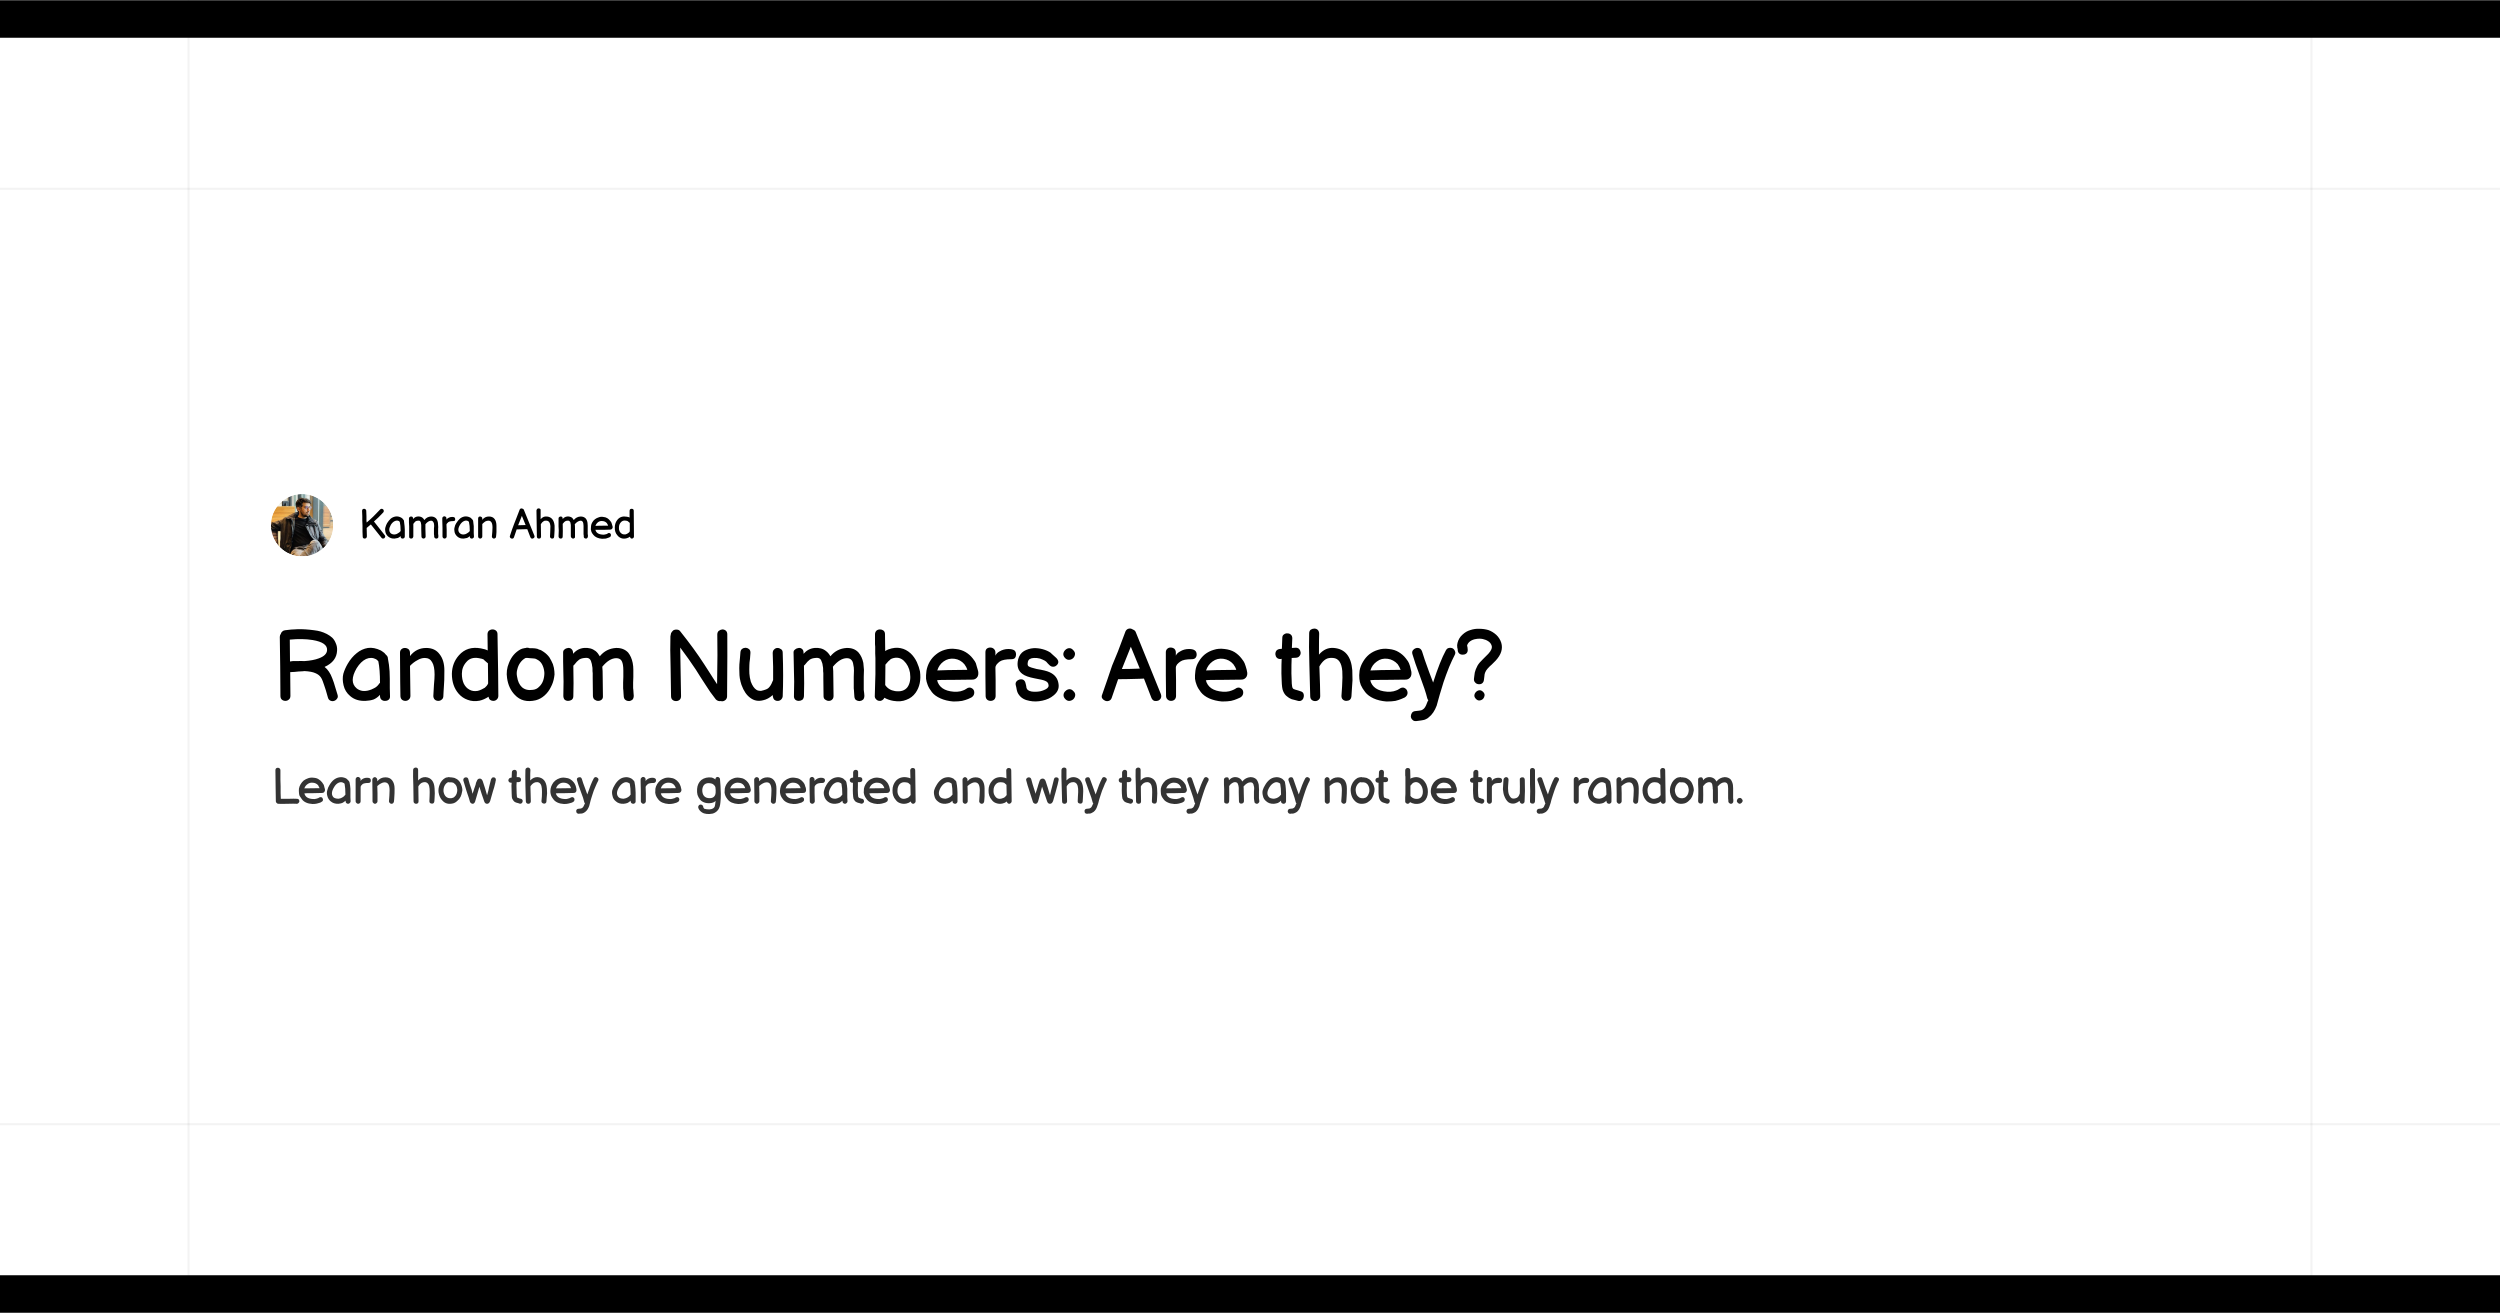 Kamran Ahmed
Random Numbers: Are they?
Learn how they are generated and why they may not be truly random.